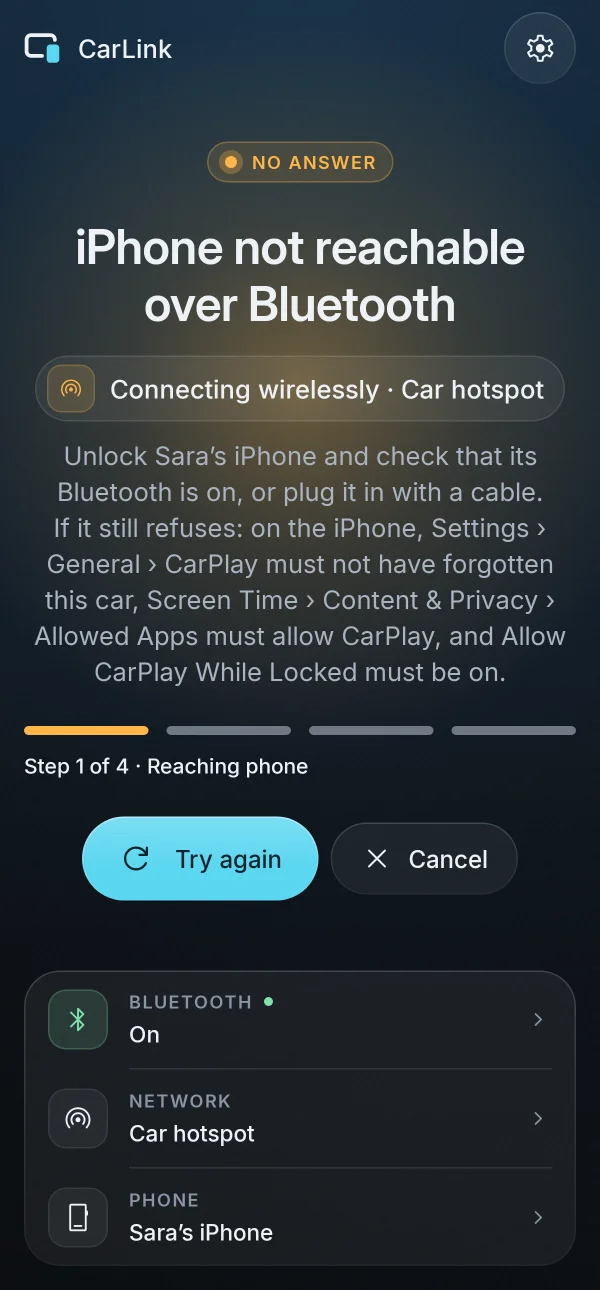 CarLink
NO ANSWER
iPhone not reachable
over Bluetooth
Connecting wirelessly · Car hotspot
Unlock Sara’s iPhone and check that its
Bluetooth is on, or plug it in with a cable.
If it still refuses: on the iPhone, Settings ›
General › CarPlay must not have forgotten
this car, Screen Time › Content & Privacy ›
Allowed Apps must allow CarPlay, and Allow
CarPlay While Locked must be on.
Step 1 of 4 · Reaching phone
Try again
Cancel
BLUETOOTH
On
NETWORK
Car hotspot
PHONE
Sara’s iPhone